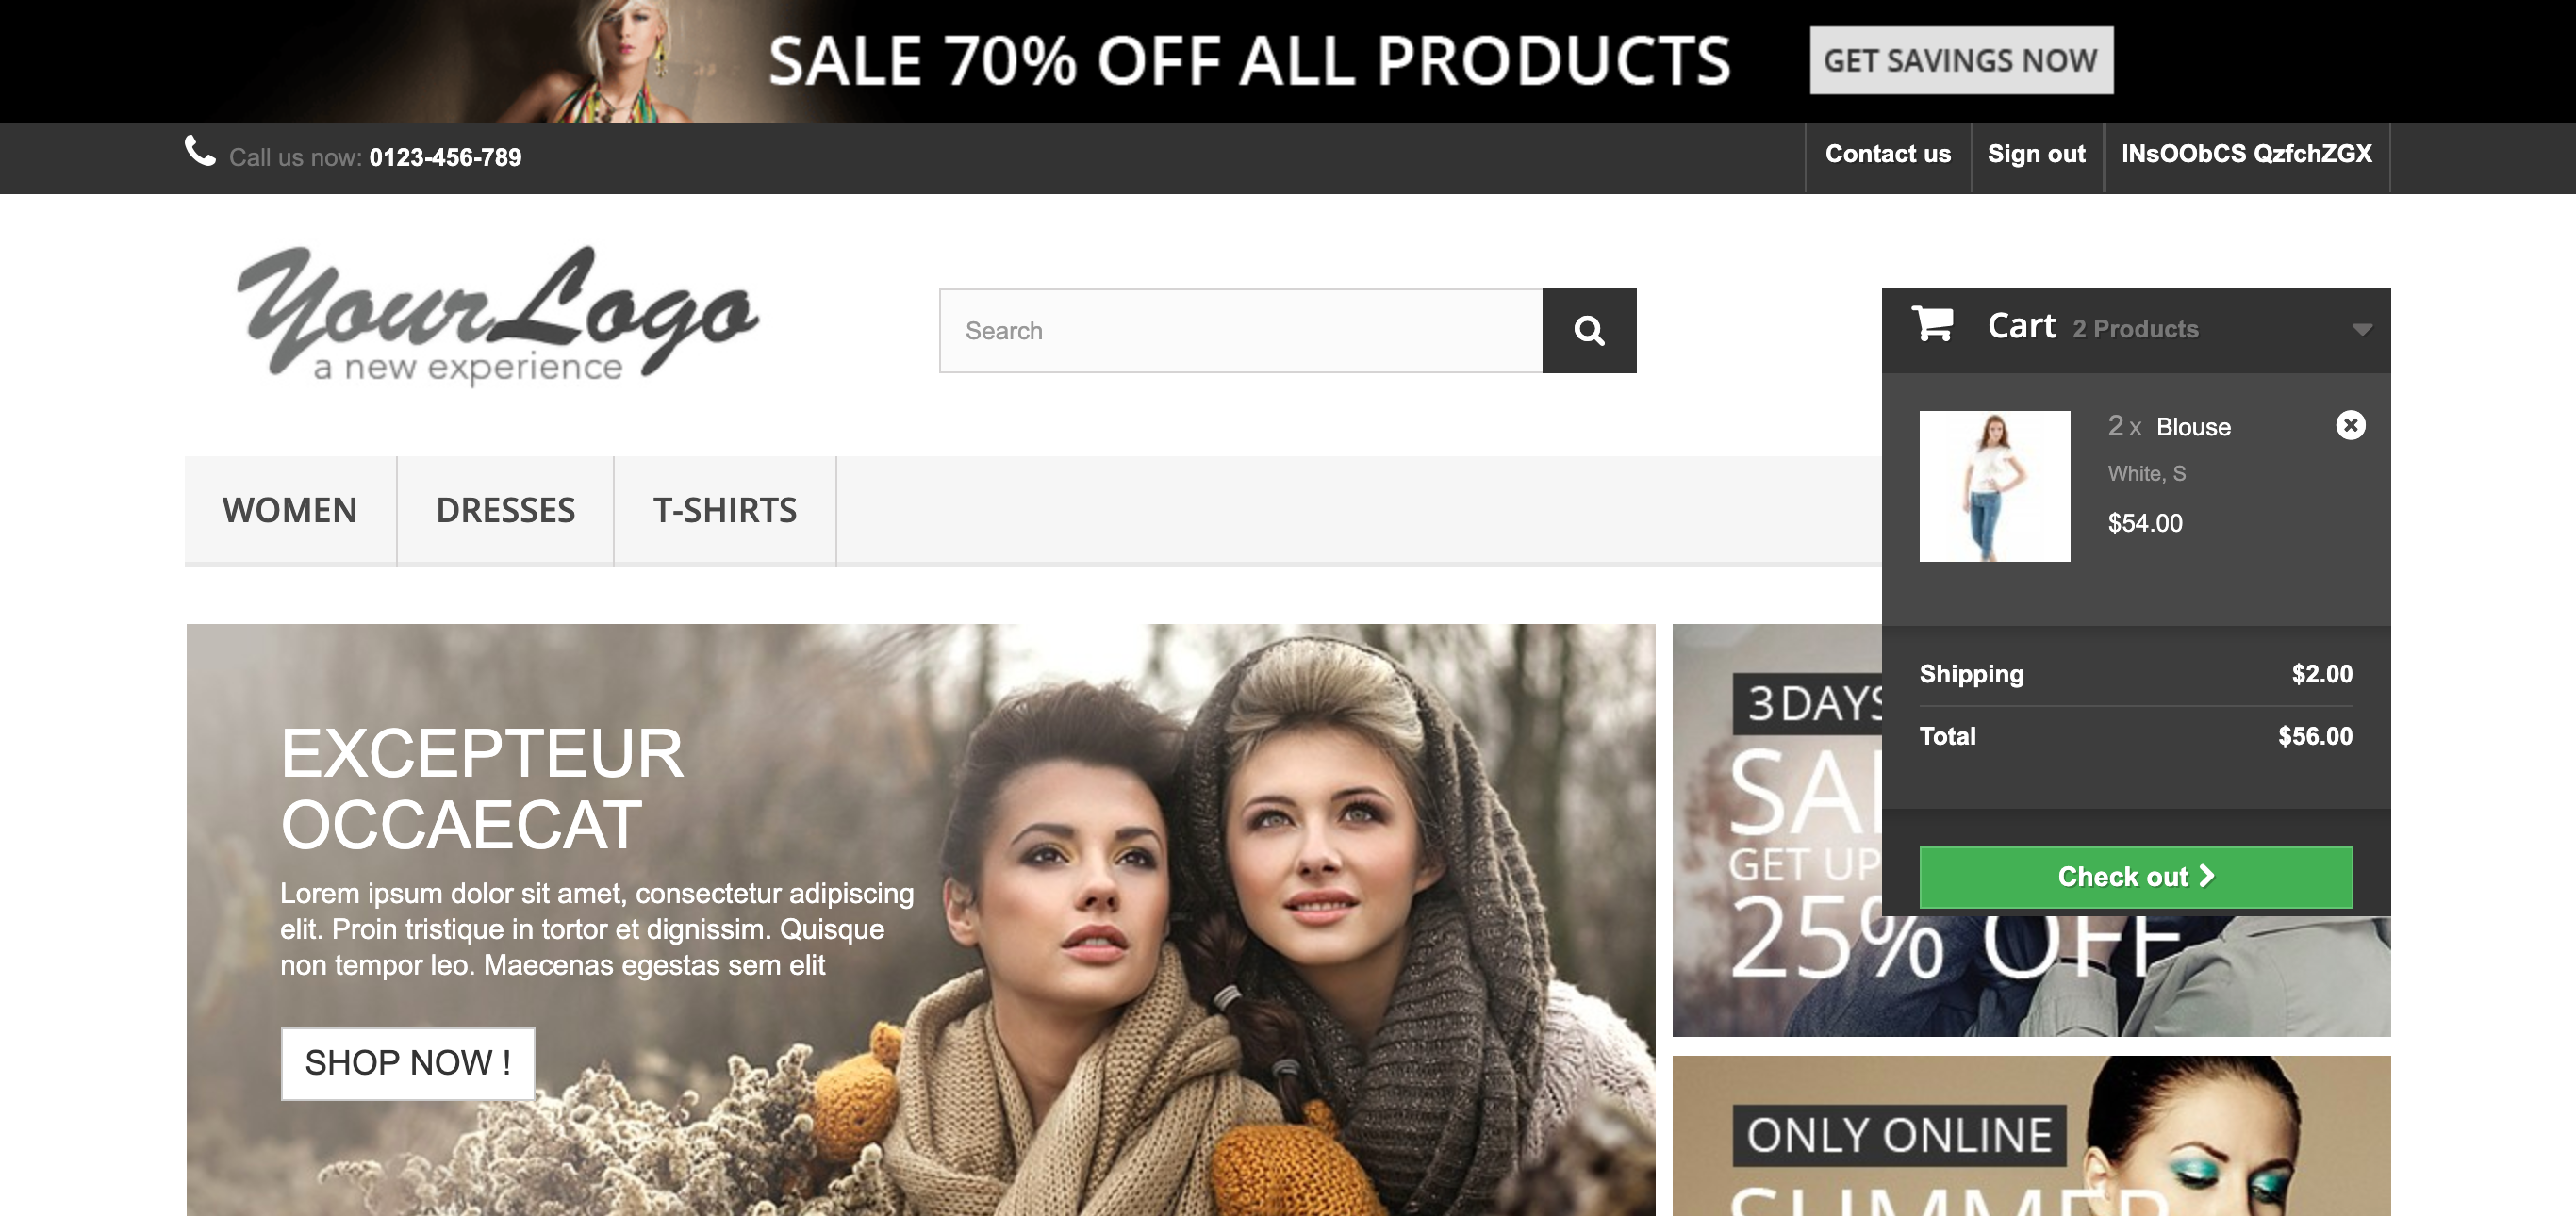 SALE 70% OFF ALL PRODUCTS
GET SAVINGS NOW
Call us now: 0123-456-789
Contact us
Sign out
INsOObCS QzfchZGX
YourLogo
a new experience
Search
Cart 2 Products
2 x Blouse
White, S
$54.00
WOMEN
DRESSES
T-SHIRTS
Shipping $2.00
Total $56.00
Check out
EXCEPTEUR
OCCAECAT
Lorem ipsum dolor sit amet, consectetur adipiscing
elit. Proin tristique in tortor et dignissim. Quisque
non tempor leo. Maecenas egestas sem elit
SHOP NOW !
3 DAYS
GET UP
25% OFF
ONLY ONLINE
SUMMER